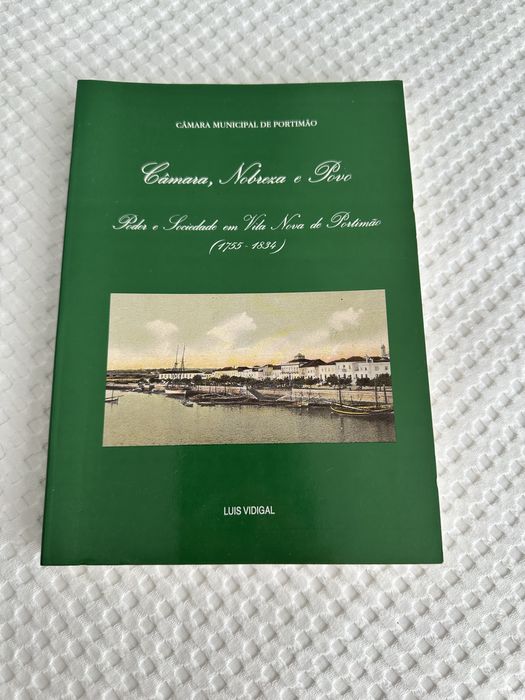 CÂMARA MUNICIPAL DE PORTIMÃO
Câmara, Nobreza e Povo
Poder e Sociedade em Vila Nova de Portimão
(1755 - 1834)
LUIS VIDIGAL